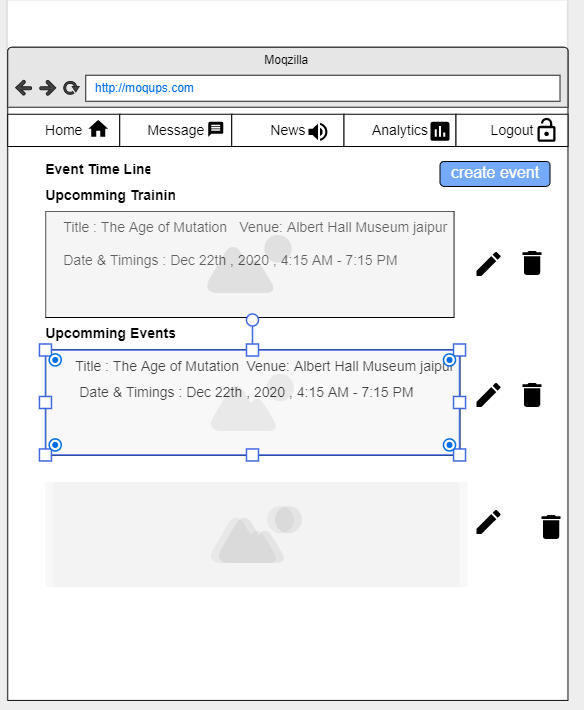 Moqzilla
http://moqups.com
Home Message News Analytics Logout
Event Time Line
create event
Upcomming Trainin
Title : The Age of Mutation Venue: Albert Hall Museum jaipur
Date & Timings : Dec 22th , 2020 , 4:15 AM - 7:15 PM
Upcomming Events
Title : The Age of Mutation Venue: Albert Hall Museum jaipur
Date & Timings : Dec 22th , 2020 , 4:15 AM - 7:15 PM